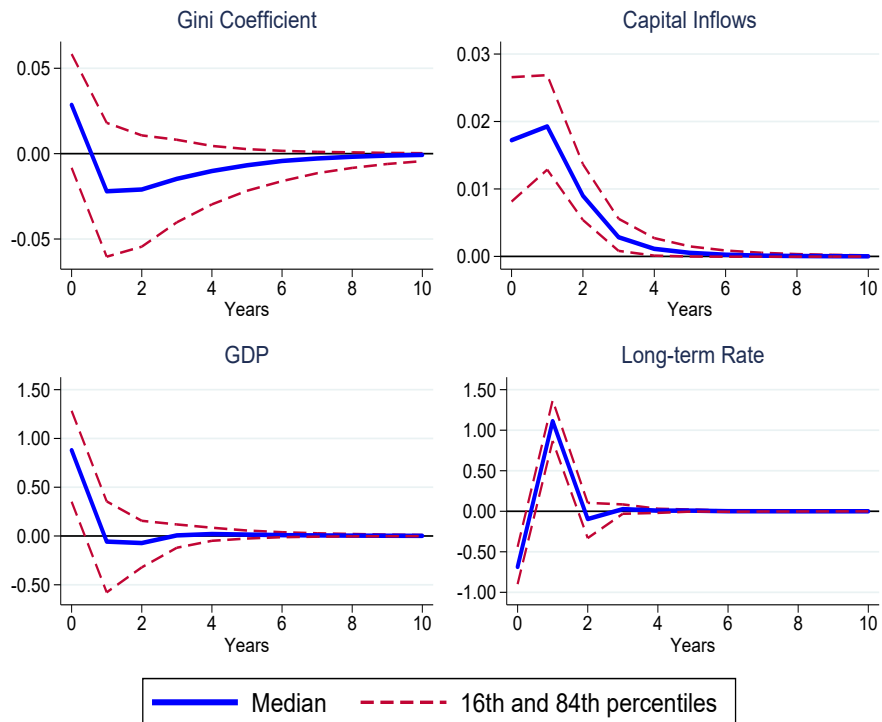 Gini Coefficient
0.05
0.00
-0.05
0 2 4 6 8 10
Years
Capital Inflows
0.03
0.02
0.01
0.00
0 2 4 6 8 10
Years
GDP
1.50
1.00
0.50
0.00
-0.50
0 2 4 6 8 10
Years
Long-term Rate
1.50
1.00
0.50
0.00
-0.50
-1.00
0 2 4 6 8 10
Years
Median 16th and 84th percentiles